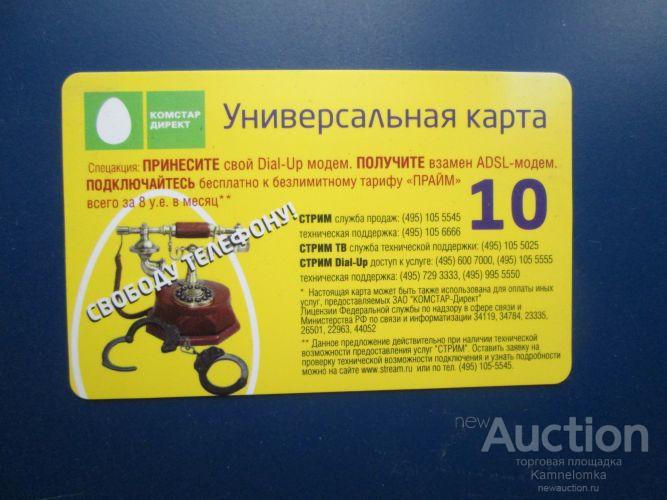 КОМСТАР
ДИРЕКТ
Универсальная карта
Спецакция: ПРИНЕСИТЕ свой Dial-Up модем. ПОЛУЧИТЕ взамен ADSL-модем.
ПОДКЛЮЧАЙТЕСЬ бесплатно к безлимитному тарифу «ПРАЙМ»
всего за 8 у.е. в месяц**
10
СВОБОДУ ТЕЛЕФОНУ!
СТРИМ служба продаж: (495) 105 5545
техническая поддержка: (495) 105 6666
СТРИМ ТВ служба технической поддержки: (495) 105 5025
СТРИМ Dial-Up доступ к услуге: (495) 600 7000, (495) 105 5555
техническая поддержка: (495) 729 3333, (495) 995 5550
* Настоящая карта может быть также использована для оплаты иных
услуг, предоставляемых ЗАО "КОМСТАР-Директ"
Лицензии Федеральной службы по надзору в сфере связи и
Министерства РФ по связи и информатизации 34119, 34784, 23335,
26501, 22963, 44052
** Данное предложение действительно при наличии технической
возможности предоставления услуг "СТРИМ". Оставить заявку на
проверку технической возможности подключения и узнать подробности
можно на сайте www.stream.ru или по тел. (495) 105-5545.
new Auction
торговая площадка
Kamnelomka
newauction.ru